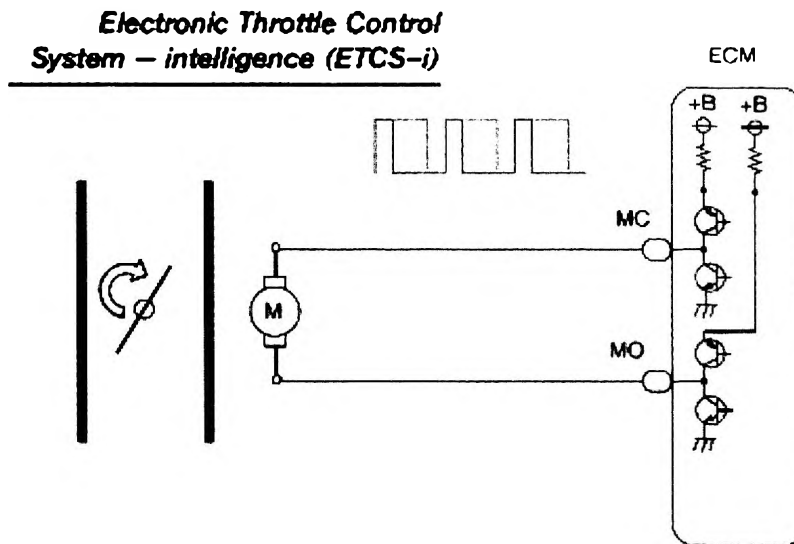 Electronic Throttle Control
System – intelligence (ETCS-i)
ECM
+B +B
MC
M
MO